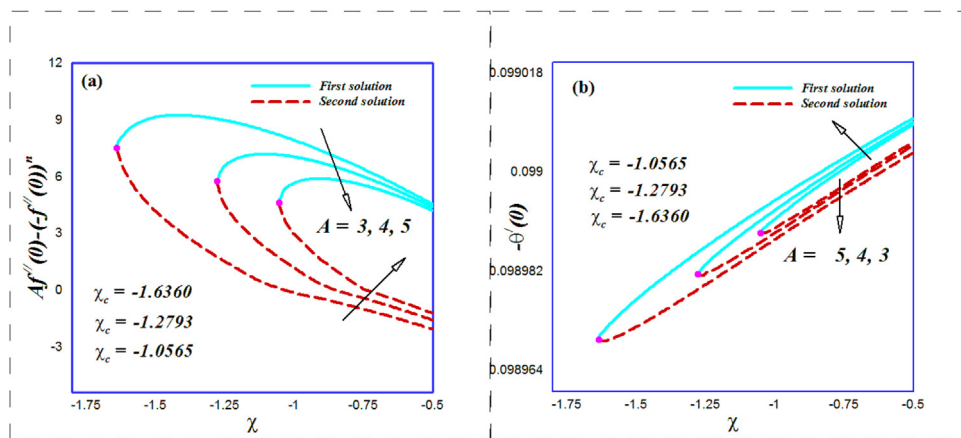 (a)
First solution
Second solution
A = 3, 4, 5
χc = -1.6360
χc = -1.2793
χc = -1.0565
Af//(0)-(-f//(0))n
12
9
6
3
0
-3
-1.75
-1.5
-1.25
-1
-0.75
-0.5
χ
(b)
First solution
Second solution
χc = -1.0565
χc = -1.2793
χc = -1.6360
A = 5, 4, 3
-θ/(0)
0.099018
0.099
0.098982
0.098964
-1.75
-1.5
-1.25
-1
-0.75
-0.5
χ